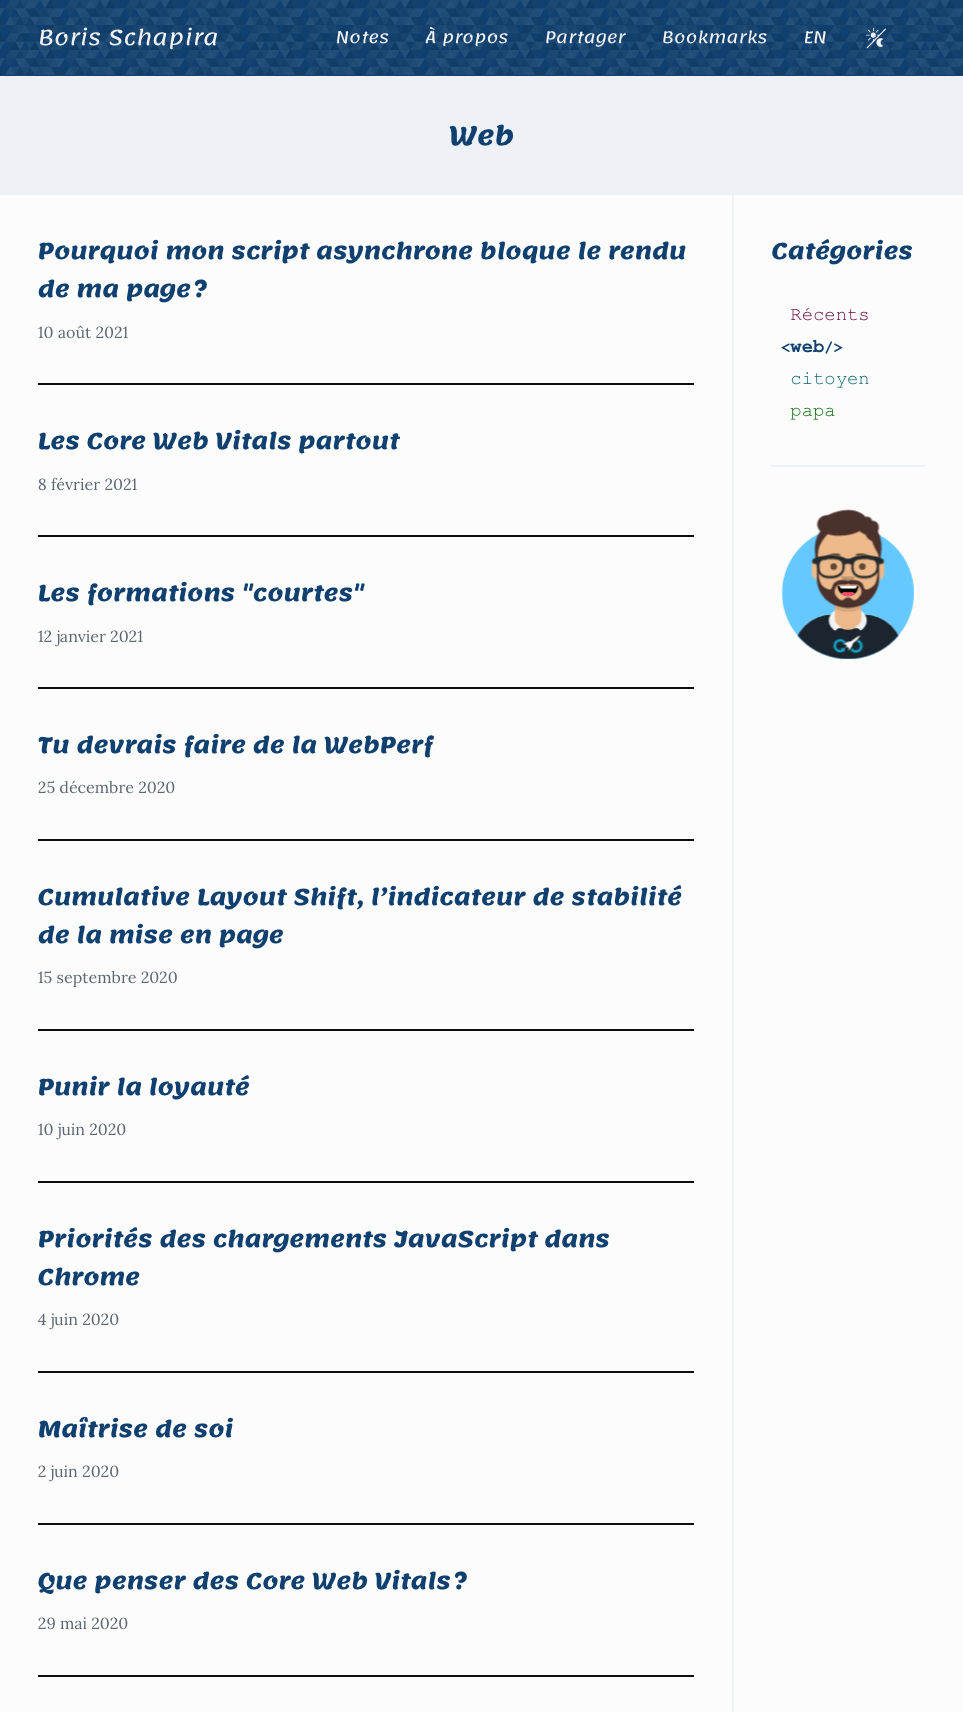 Boris Schapira
Notes
À propos
Partager
Bookmarks
EN
Web
Pourquoi mon script asynchrone bloque le rendu
de ma page ?
10 août 2021
Les Core Web Vitals partout
8 février 2021
Les formations "courtes"
12 janvier 2021
Tu devrais faire de la WebPerf
25 décembre 2020
Cumulative Layout Shift, l’indicateur de stabilité
de la mise en page
15 septembre 2020
Punir la loyauté
10 juin 2020
Priorités des chargements JavaScript dans
Chrome
4 juin 2020
Maîtrise de soi
2 juin 2020
Que penser des Core Web Vitals ?
29 mai 2020
Catégories
Récents
<web/>
citoyen
papa